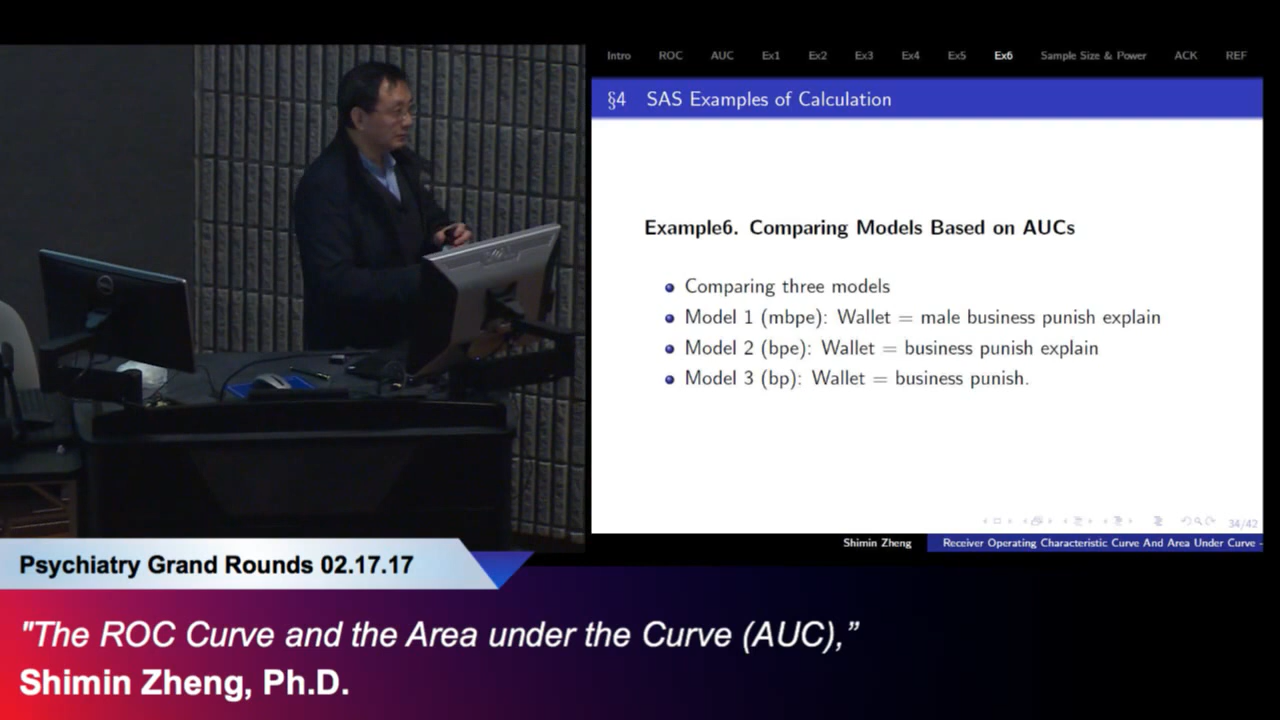 Intro ROC AUC Ex1 Ex2 Ex3 Ex4 Ex5 Ex6 Sample Size & Power ACK REF
§4 SAS Examples of Calculation
Example6. Comparing Models Based on AUCs
Comparing three models
Model 1 (mbpe): Wallet = male business punish explain
Model 2 (bpe): Wallet = business punish explain
Model 3 (bp): Wallet = business punish.
34/42
Shimin Zheng Receiver Operating Characteristic Curve And Area Under Curve -
Psychiatry Grand Rounds 02.17.17
"The ROC Curve and the Area under the Curve (AUC),”
Shimin Zheng, Ph.D.